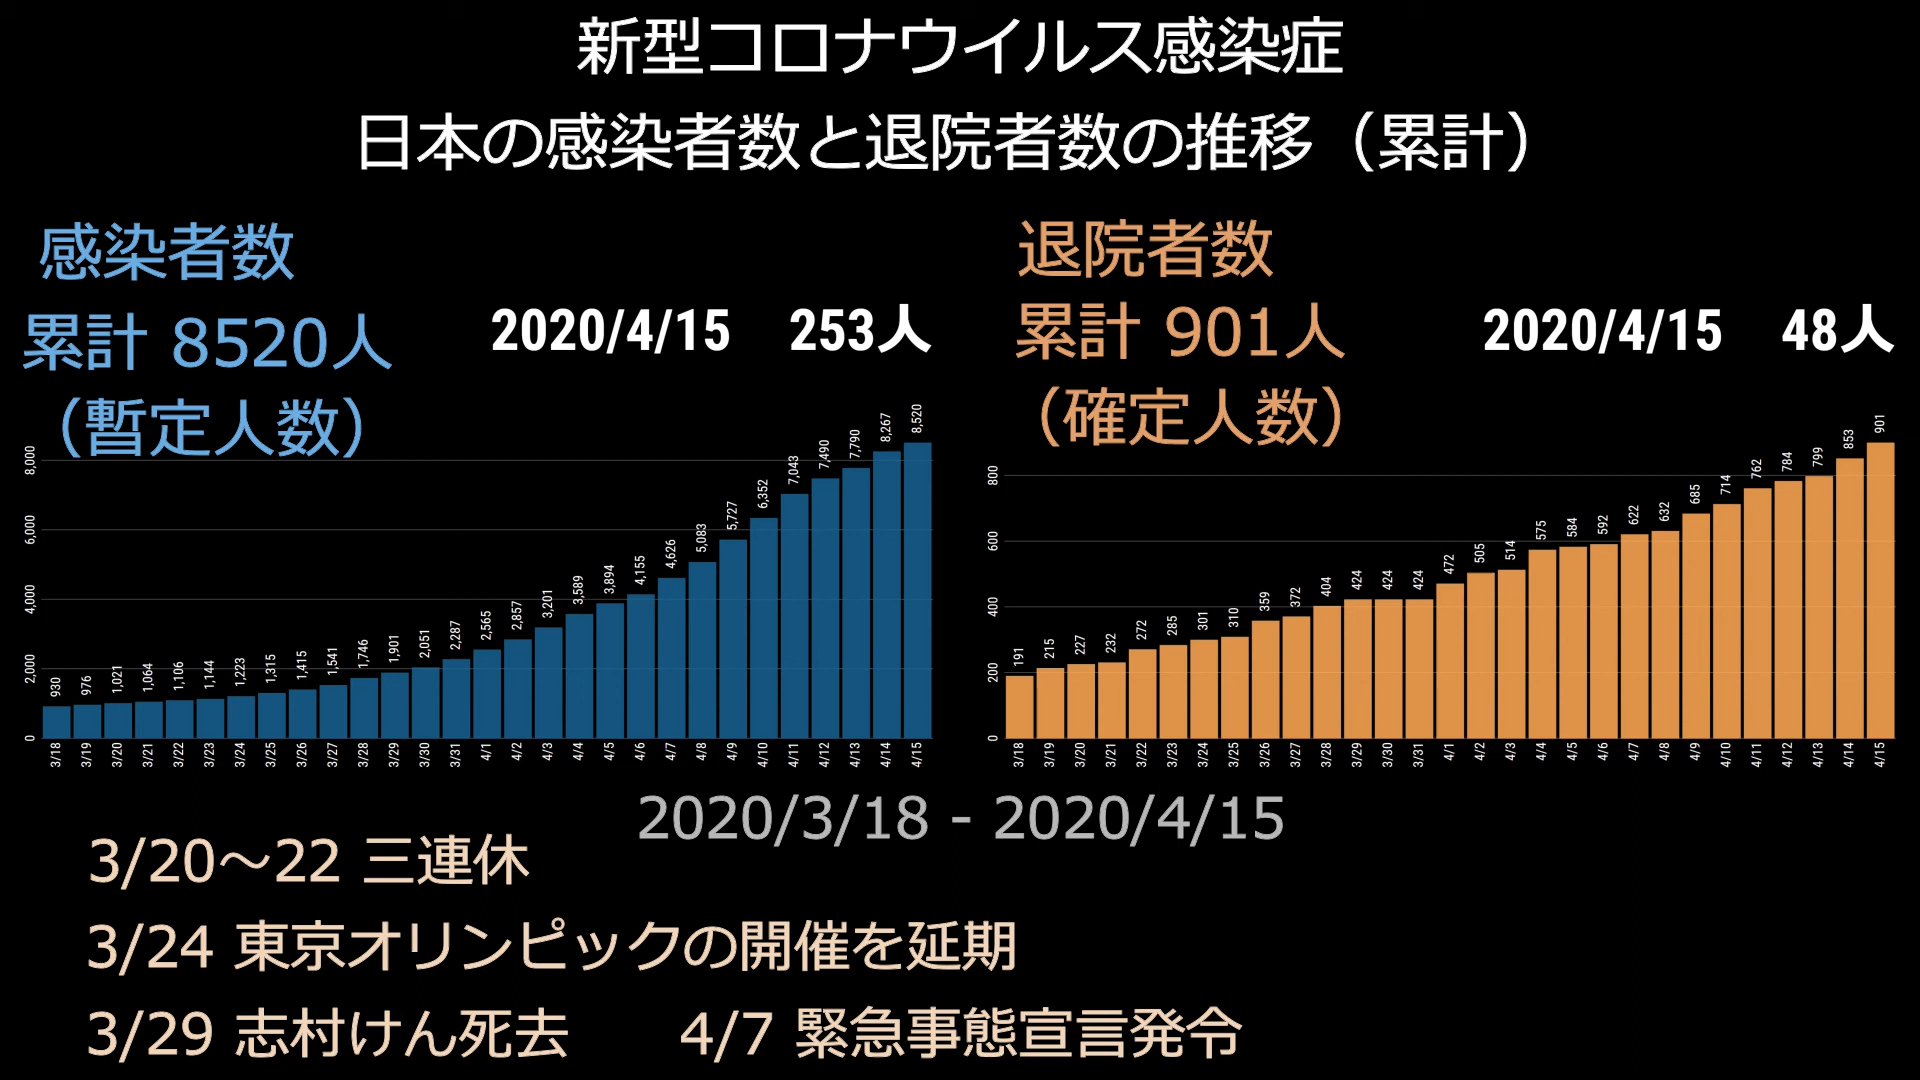 新型コロナウイルス感染症
日本の感染者数と退院者数の推移（累計）
感染者数
累計 8520人
（暫定人数）
2020/4/15 253人
8,000
6,000
4,000
2,000
0
930 976 1,021 1,064 1,106 1,144 1,223 1,315 1,415 1,541 1,746 1,901 2,051 2,287 2,565 2,857 3,201 3,589 3,894 4,155 4,626 5,083 5,727 6,352 7,043 7,490 7,790 8,267 8,520
3/18 3/19 3/20 3/21 3/22 3/23 3/24 3/25 3/26 3/27 3/28 3/29 3/30 3/31 4/1 4/2 4/3 4/4 4/5 4/6 4/7 4/8 4/9 4/10 4/11 4/12 4/13 4/14 4/15
退院者数
累計 901人
（確定人数）
2020/4/15 48人
800
600
400
200
0
191 215 227 232 272 285 301 310 359 372 404 424 424 424 472 505 514 575 584 592 622 632 685 714 762 784 799 853 901
3/18 3/19 3/20 3/21 3/22 3/23 3/24 3/25 3/26 3/27 3/28 3/29 3/30 3/31 4/1 4/2 4/3 4/4 4/5 4/6 4/7 4/8 4/9 4/10 4/11 4/12 4/13 4/14 4/15
2020/3/18 - 2020/4/15
3/20～22 三連休
3/24 東京オリンピックの開催を延期
3/29 志村けん死去 4/7 緊急事態宣言発令